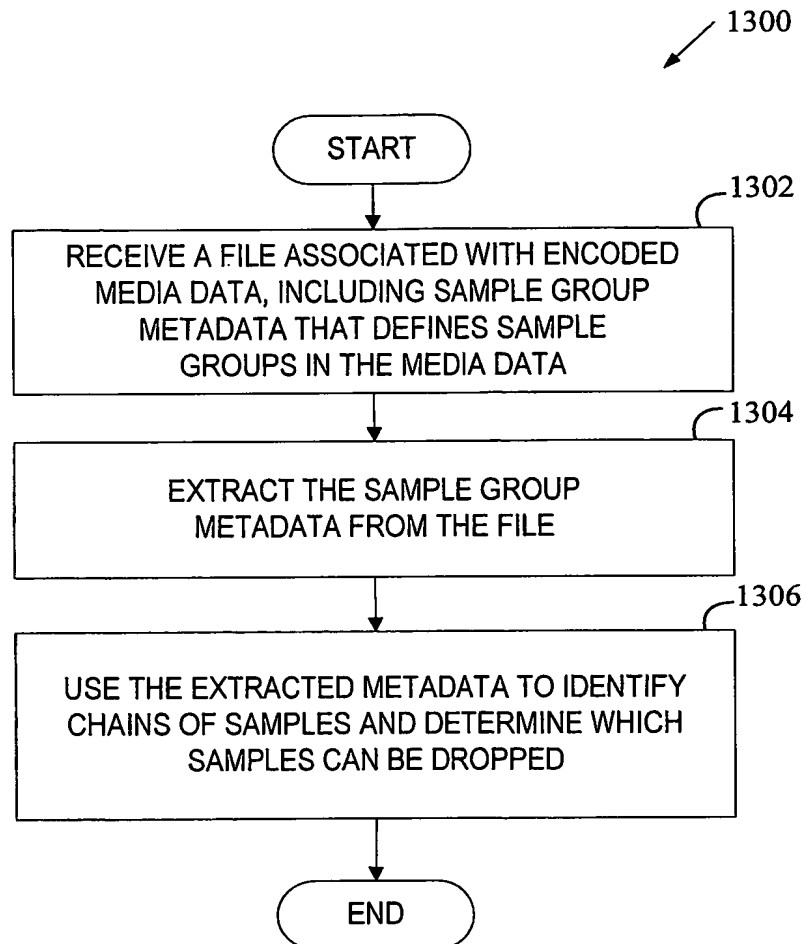 1300
START
1302
RECEIVE A FILE ASSOCIATED WITH ENCODED
MEDIA DATA, INCLUDING SAMPLE GROUP
METADATA THAT DEFINES SAMPLE
GROUPS IN THE MEDIA DATA
1304
EXTRACT THE SAMPLE GROUP
METADATA FROM THE FILE
1306
USE THE EXTRACTED METADATA TO IDENTIFY
CHAINS OF SAMPLES AND DETERMINE WHICH
SAMPLES CAN BE DROPPED
END